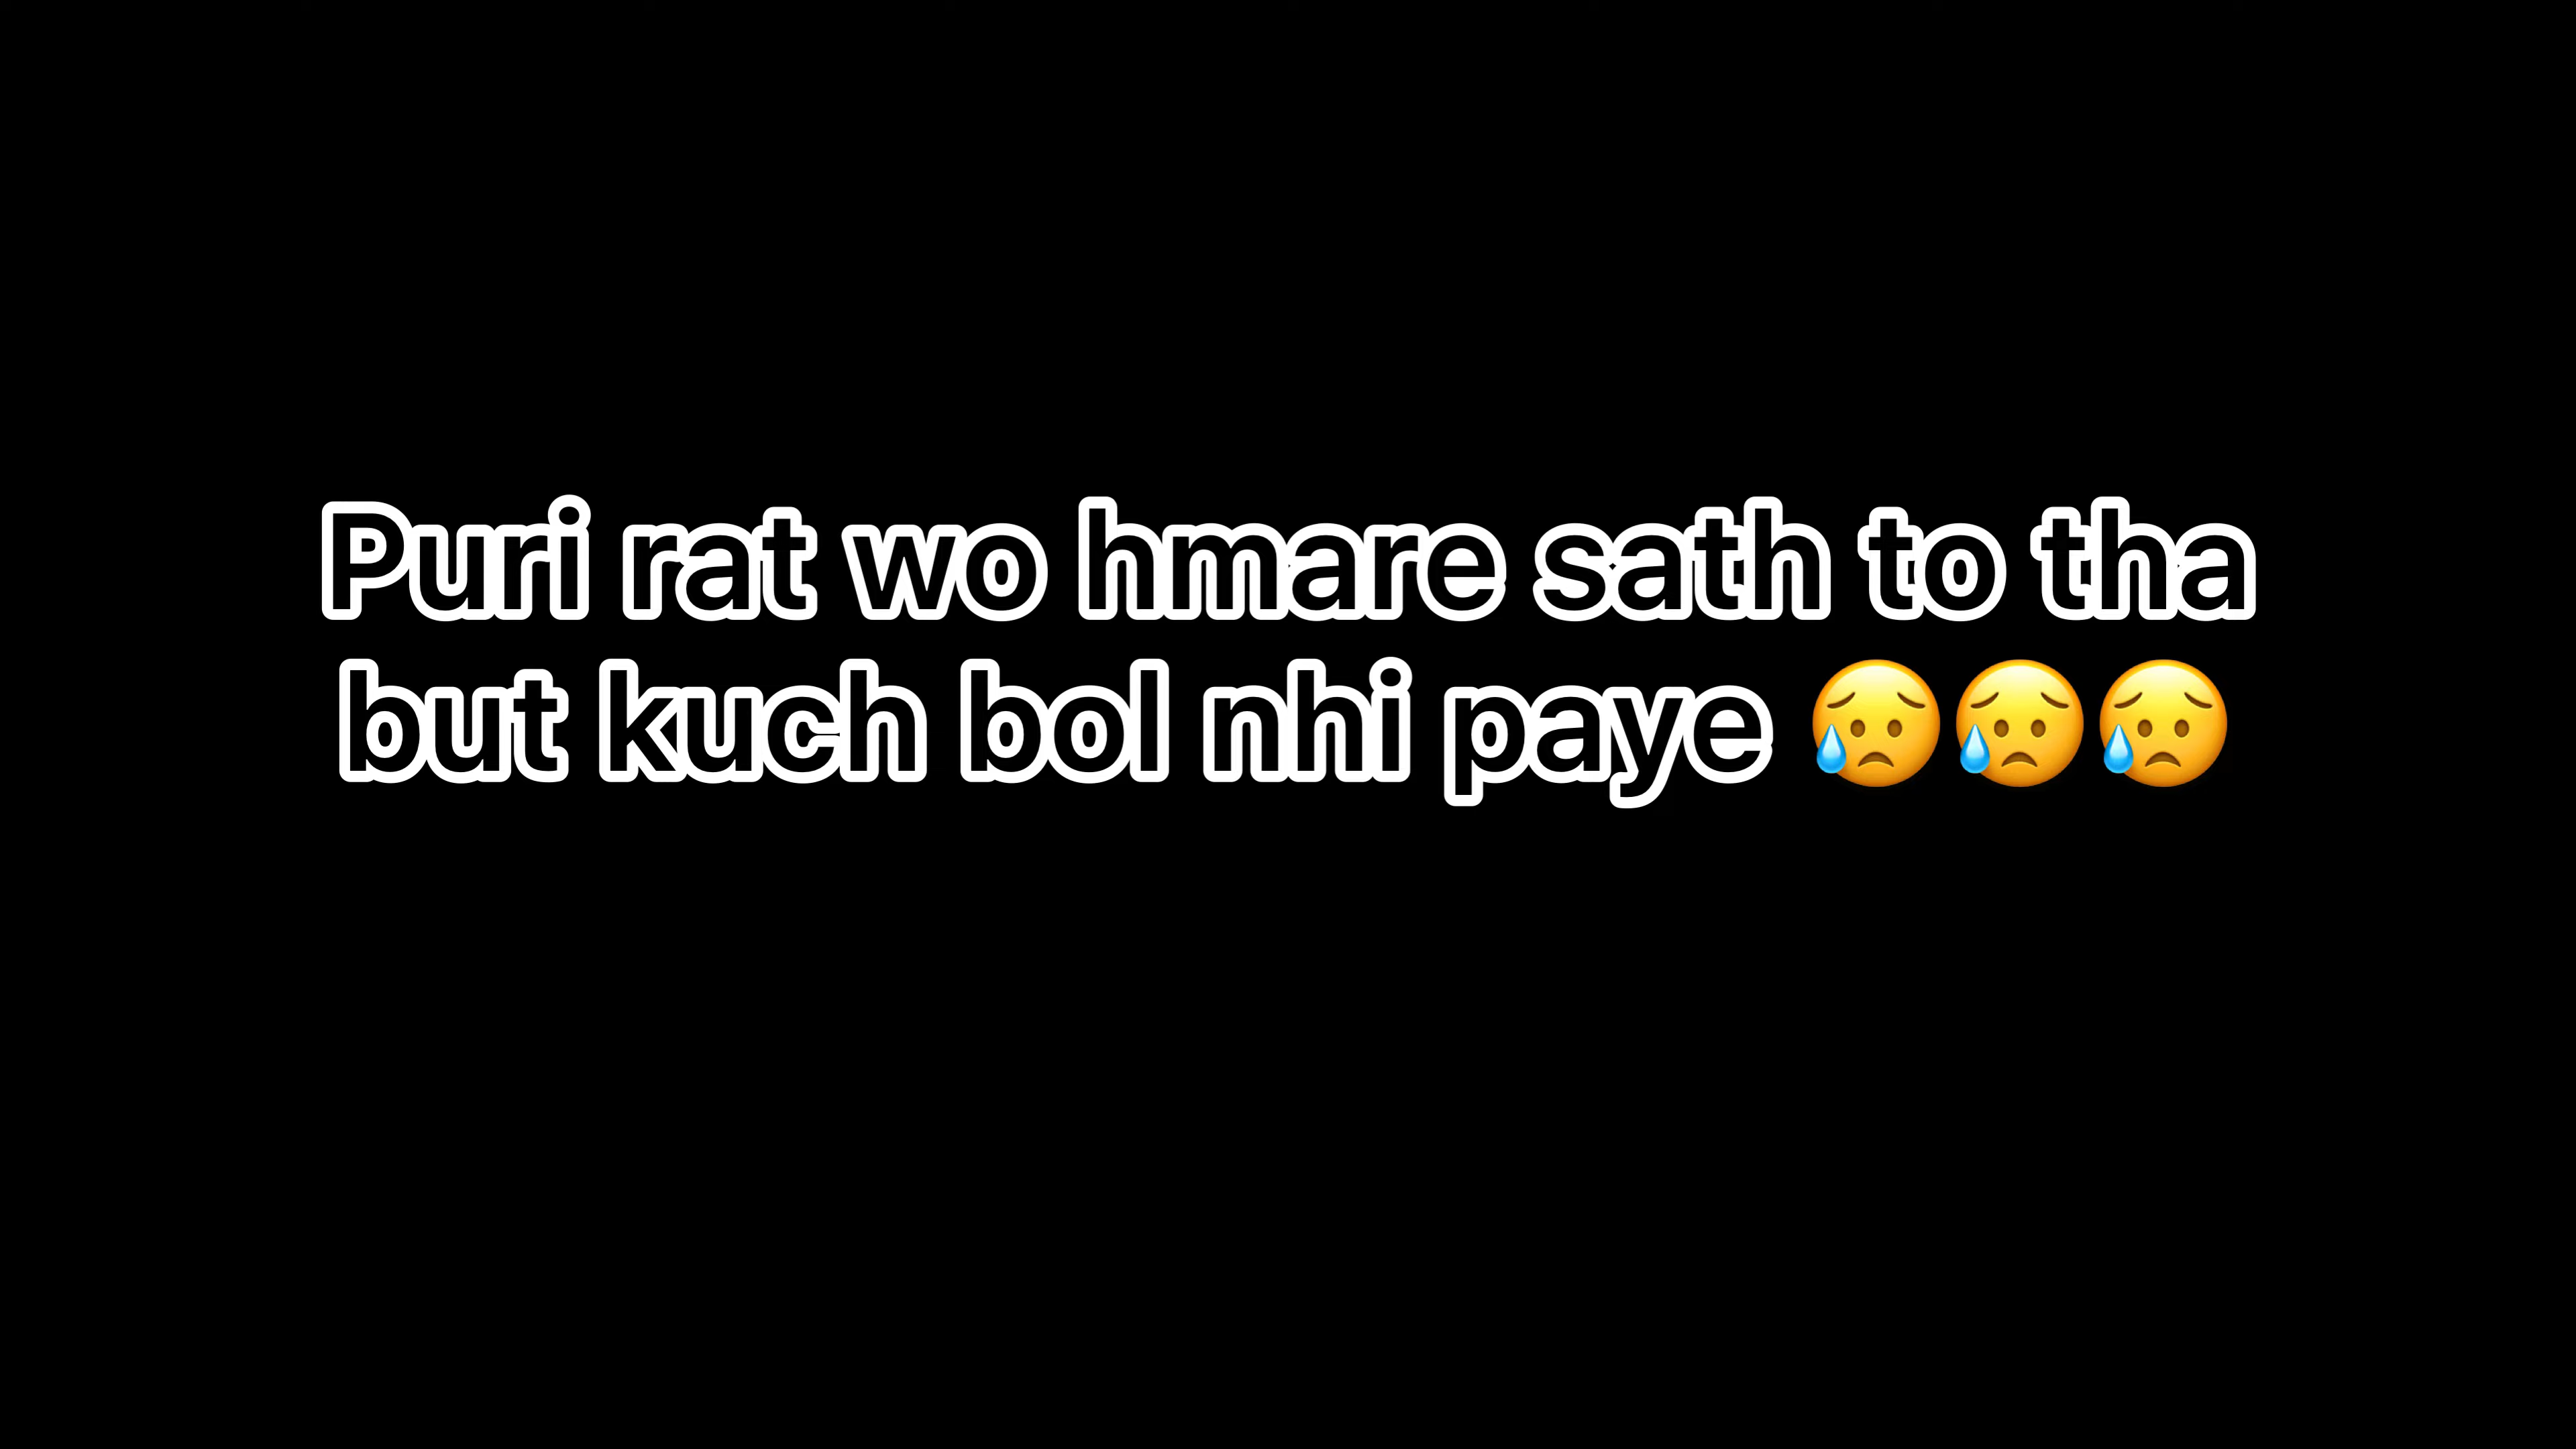 Puri rat wo hmare sath to tha
but kuch bol nhi paye 😥😥😥